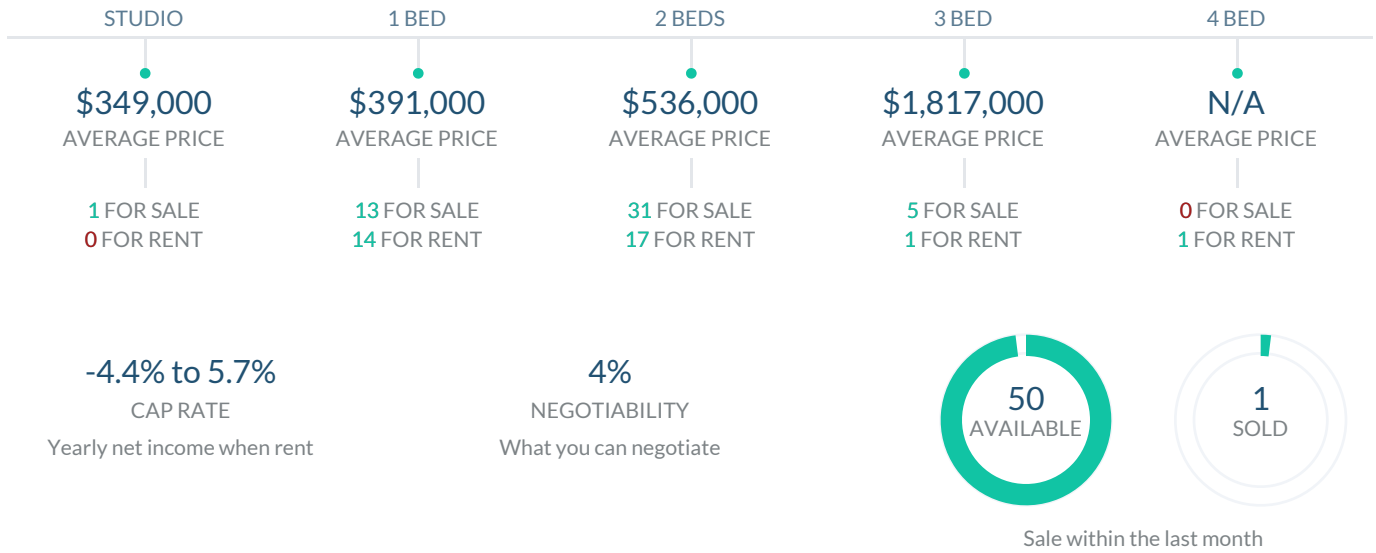 STUDIO
1 BED
2 BEDS
3 BED
4 BED
$349,000
$391,000
$536,000
$1,817,000
N/A
AVERAGE PRICE
AVERAGE PRICE
AVERAGE PRICE
AVERAGE PRICE
AVERAGE PRICE
1 FOR SALE
13 FOR SALE
31 FOR SALE
5 FOR SALE
0 FOR SALE
0 FOR RENT
14 FOR RENT
17 FOR RENT
1 FOR RENT
1 FOR RENT
-4.4% to 5.7%
CAP RATE
Yearly net income when rent
4%
NEGOTIABILITY
What you can negotiate
50
AVAILABLE
1
SOLD
Sale within the last month